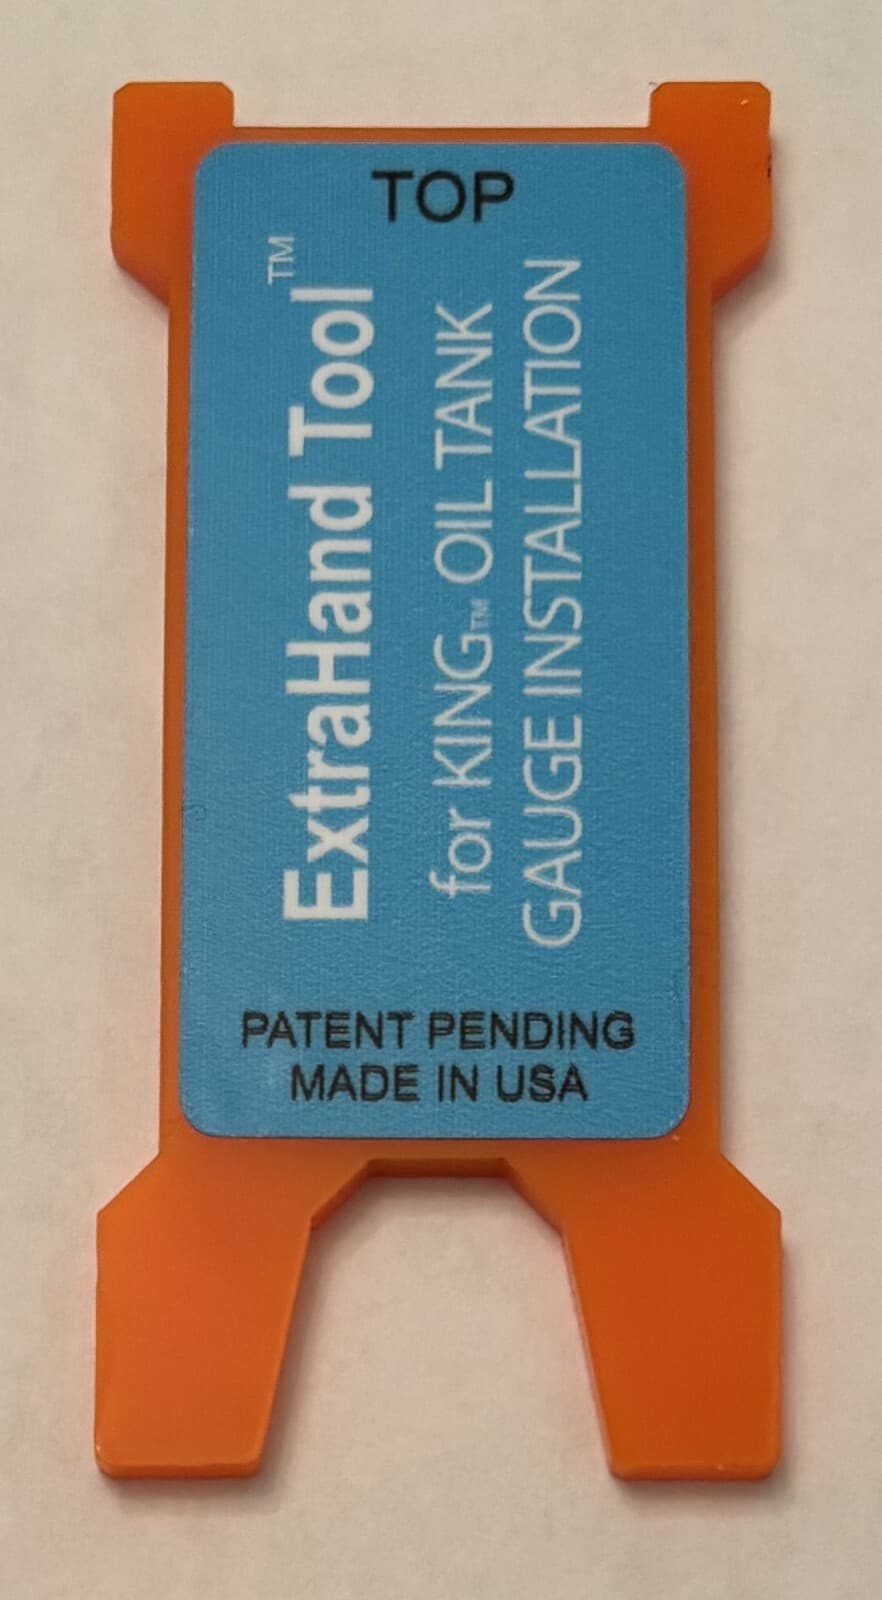 TOP
ExtraHand Tool™
for KING™ OIL TANK
GAUGE INSTALLATION
PATENT PENDING
MADE IN USA